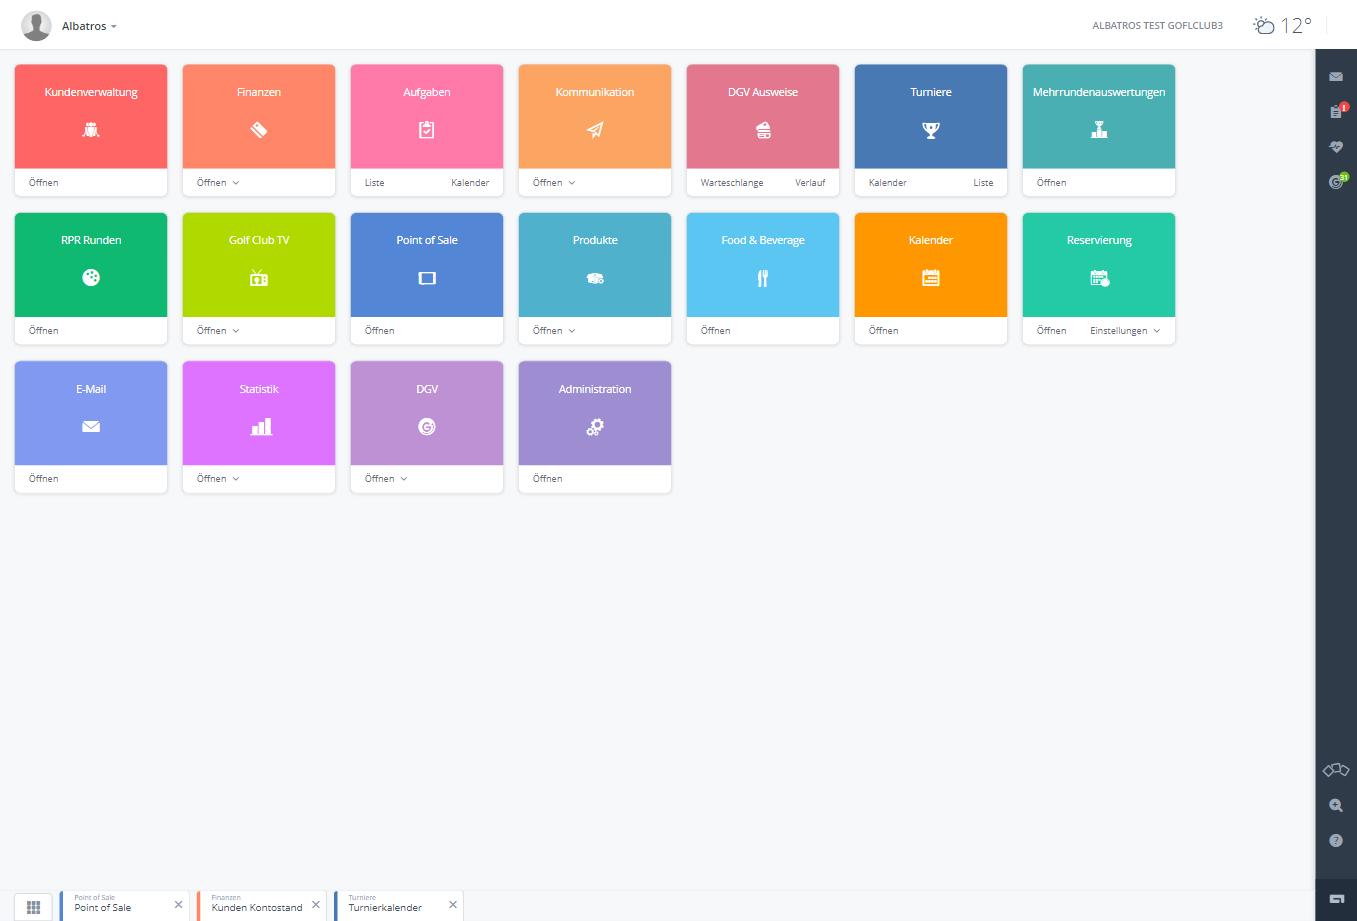 Albatros
ALBATROS TEST GOFLCLUB3
12°
Kundenverwaltung
Finanzen
Aufgaben
Kommunikation
DGV Ausweise
Turniere
Mehrrundenauswertungen
Öffnen
Öffnen
Liste Kalender
Öffnen
Warteschlange Verlauf
Kalender Liste
Öffnen
RPR Runden
Golf Club TV
Point of Sale
Produkte
Food & Beverage
Kalender
Reservierung
Öffnen
Öffnen
Öffnen
Öffnen
Öffnen
Öffnen
Öffnen Einstellungen
E-Mail
Statistik
DGV
Administration
Öffnen
Öffnen
Öffnen
Öffnen
31
Point of Sale
Point of Sale
Finanzen
Kunden Kontostand
Turniere
Turnierkalender